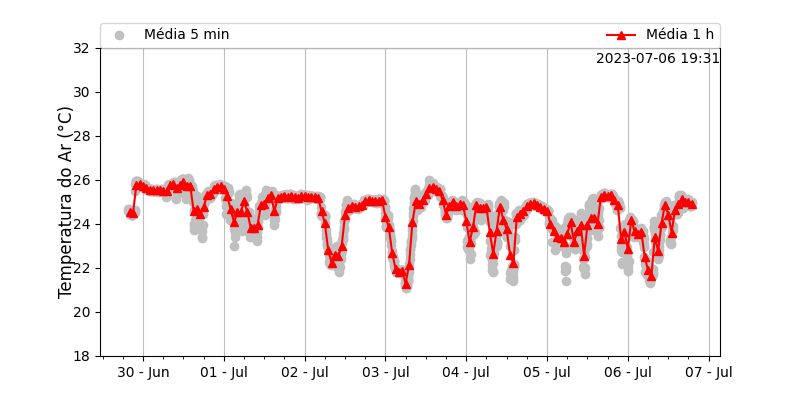 Média 5 min
Média 1 h
2023-07-06 19:31
Temperatura do Ar (°C)
32
30
28
26
24
22
20
18
30 - Jun
01 - Jul
02 - Jul
03 - Jul
04 - Jul
05 - Jul
06 - Jul
07 - Jul